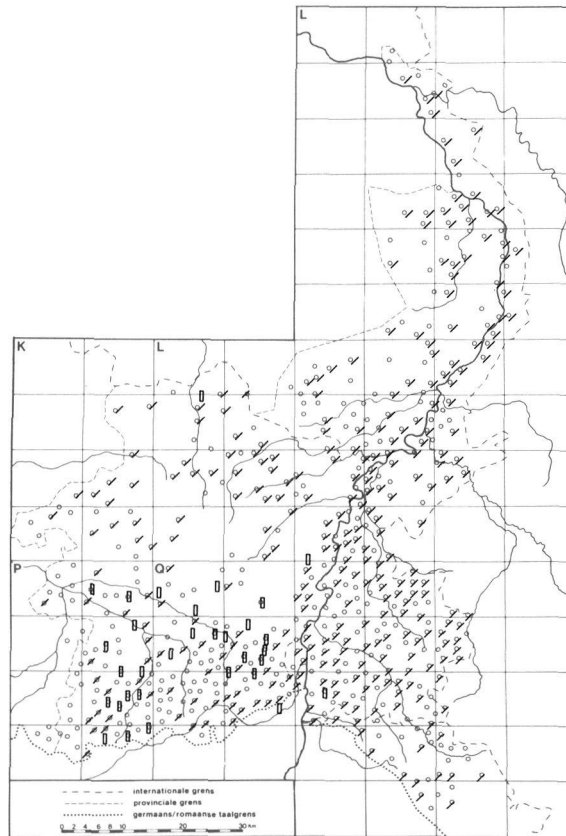 L
K L
P Q
internationale grens
provinciale grens
germaans/romaanse taalgrens
0 2 4 6 8 10 20 30 km